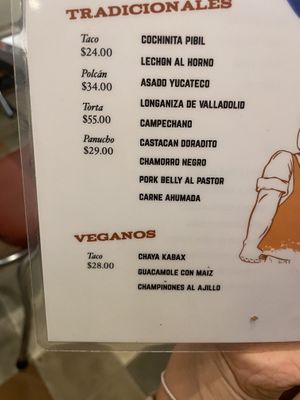 TRADICIONALES
Taco
$24.00
Polcán
$34.00
Torta
$55.00
Panucho
$29.00
COCHINITA PIBIL
LECHON AL HORNO
ASADO YUCATECO
LONGANIZA DE VALLADOLID
CAMPECHANO
CASTACAN DORADITO
CHAMORRO NEGRO
PORK BELLY AL PASTOR
CARNE AHUMADA
VEGANOS
Taco
$28.00
CHAYA KABAX
GUACAMOLE CON MAIZ
CHAMPIÑONES AL AJILLO